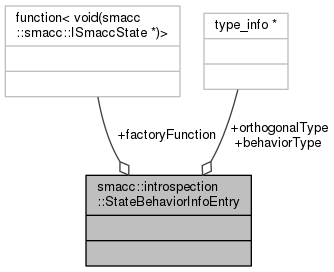 function< void(smacc
::smacc::ISmaccState *)>
type_info *
+factoryFunction
+orthogonalType
+behaviorType
smacc::introspection
::StateBehaviorInfoEntry